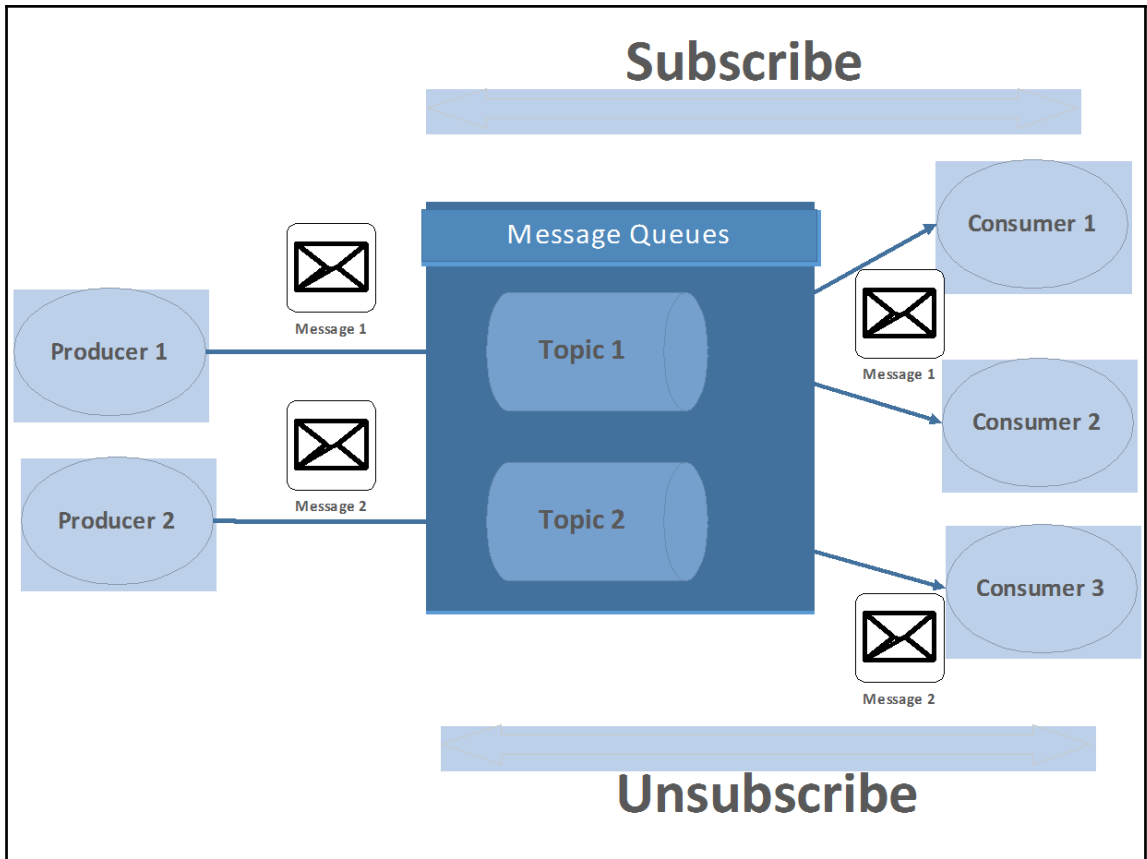 Subscribe
Message Queues
Consumer 1
Message 1
Producer 1
Topic 1
Message 1
Consumer 2
Message 2
Producer 2
Topic 2
Consumer 3
Message 2
Unsubscribe